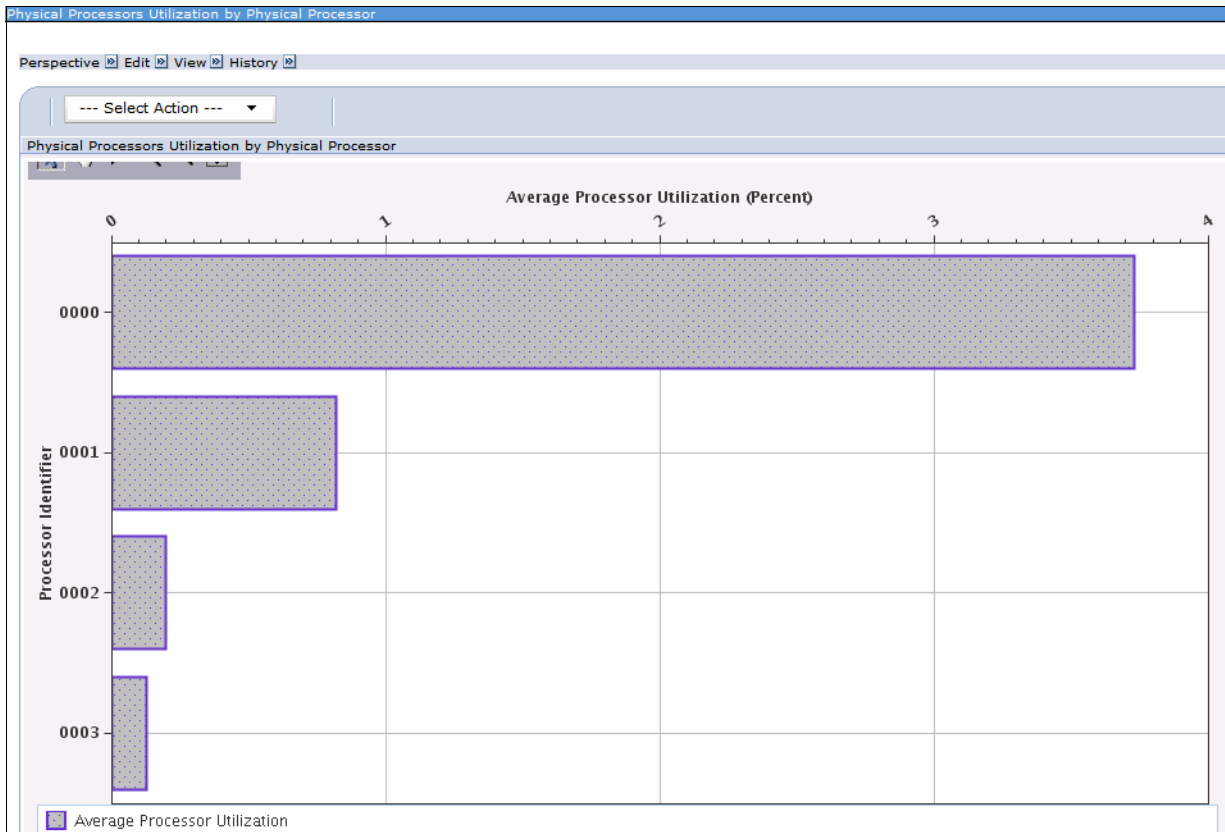 Physical Processors Utilization by Physical Processor
Perspective Edit View History
--- Select Action ---
Physical Processors Utilization by Physical Processor
Average Processor Utilization (Percent)
0 1 2 3 4
Processor Identifier
0000
0001
0002
0003
Average Processor Utilization